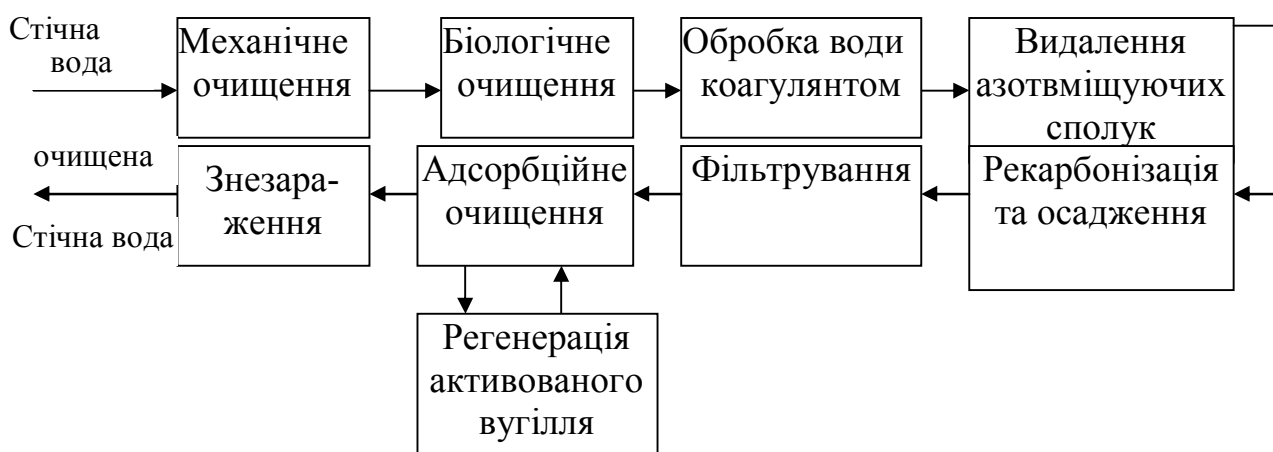 Стічна
вода
Механічне
очищення
Біологічне
очищення
Обробка води
коагулянтом
Видалення
азотвміщуючих
сполук
очищена
Стічна вода
Знезара-
ження
Адсорбційне
очищення
Фільтрування
Рекарбонізація
та осадження
Регенерація
активованого
вугілля